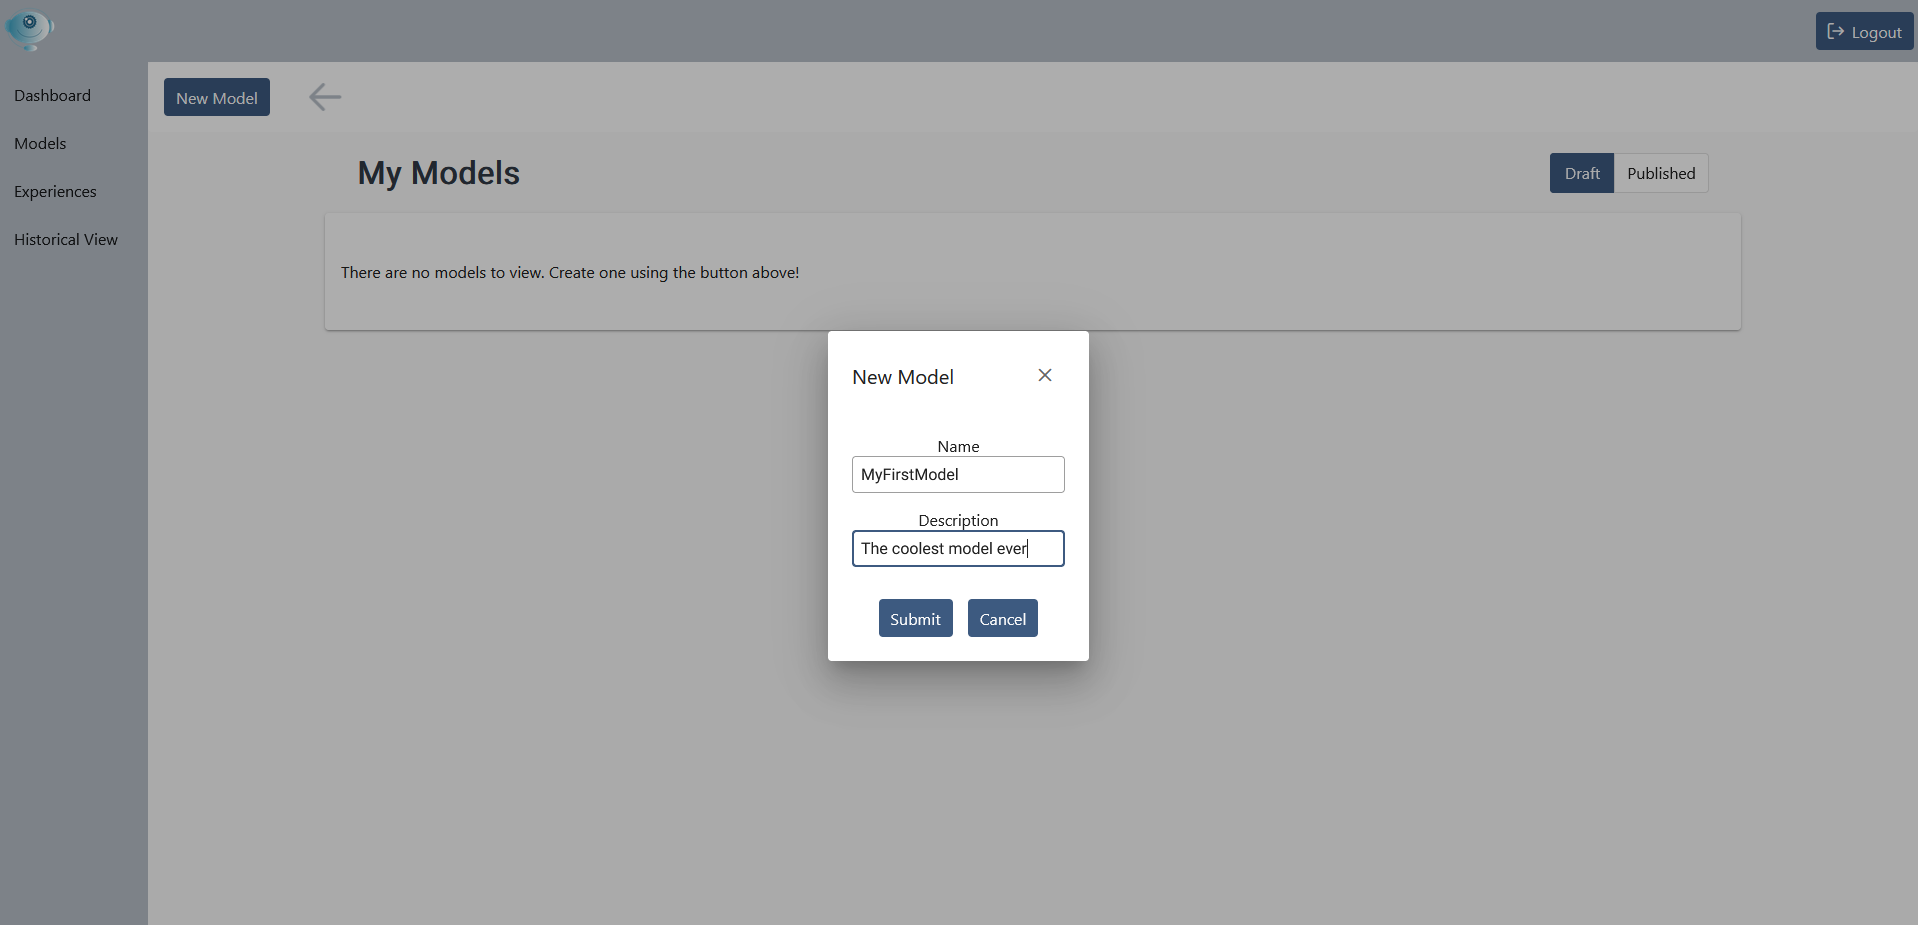 Logout
Dashboard
Models
Experiences
Historical View
New Model
My Models
Draft
Published
There are no models to view. Create one using the button above!
New Model
Name
MyFirstModel
Description
The coolest model ever
Submit
Cancel